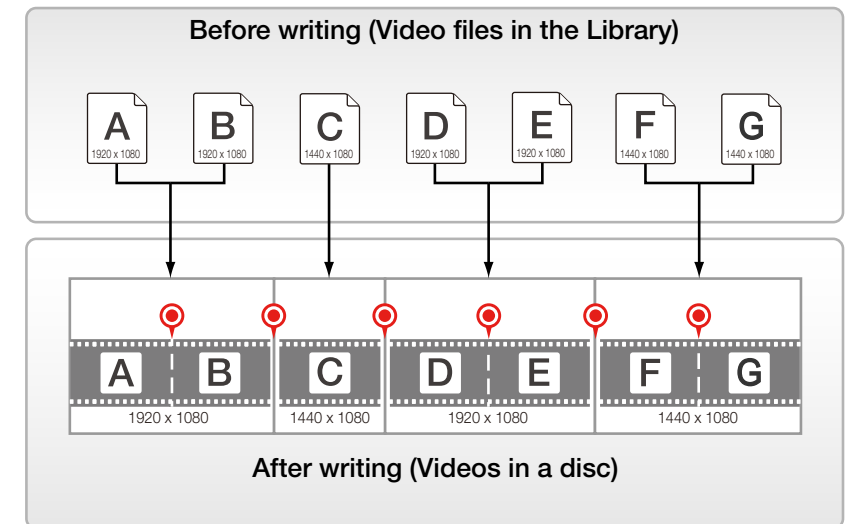 Before writing (Video files in the Library)
A B C D E F G
1920 x 1080 1920 x 1080 1440 x 1080 1920 x 1080 1920 x 1080 1440 x 1080 1440 x 1080
A B C D E F G
1920 x 1080 1440 x 1080 1920 x 1080 1440 x 1080
After writing (Videos in a disc)